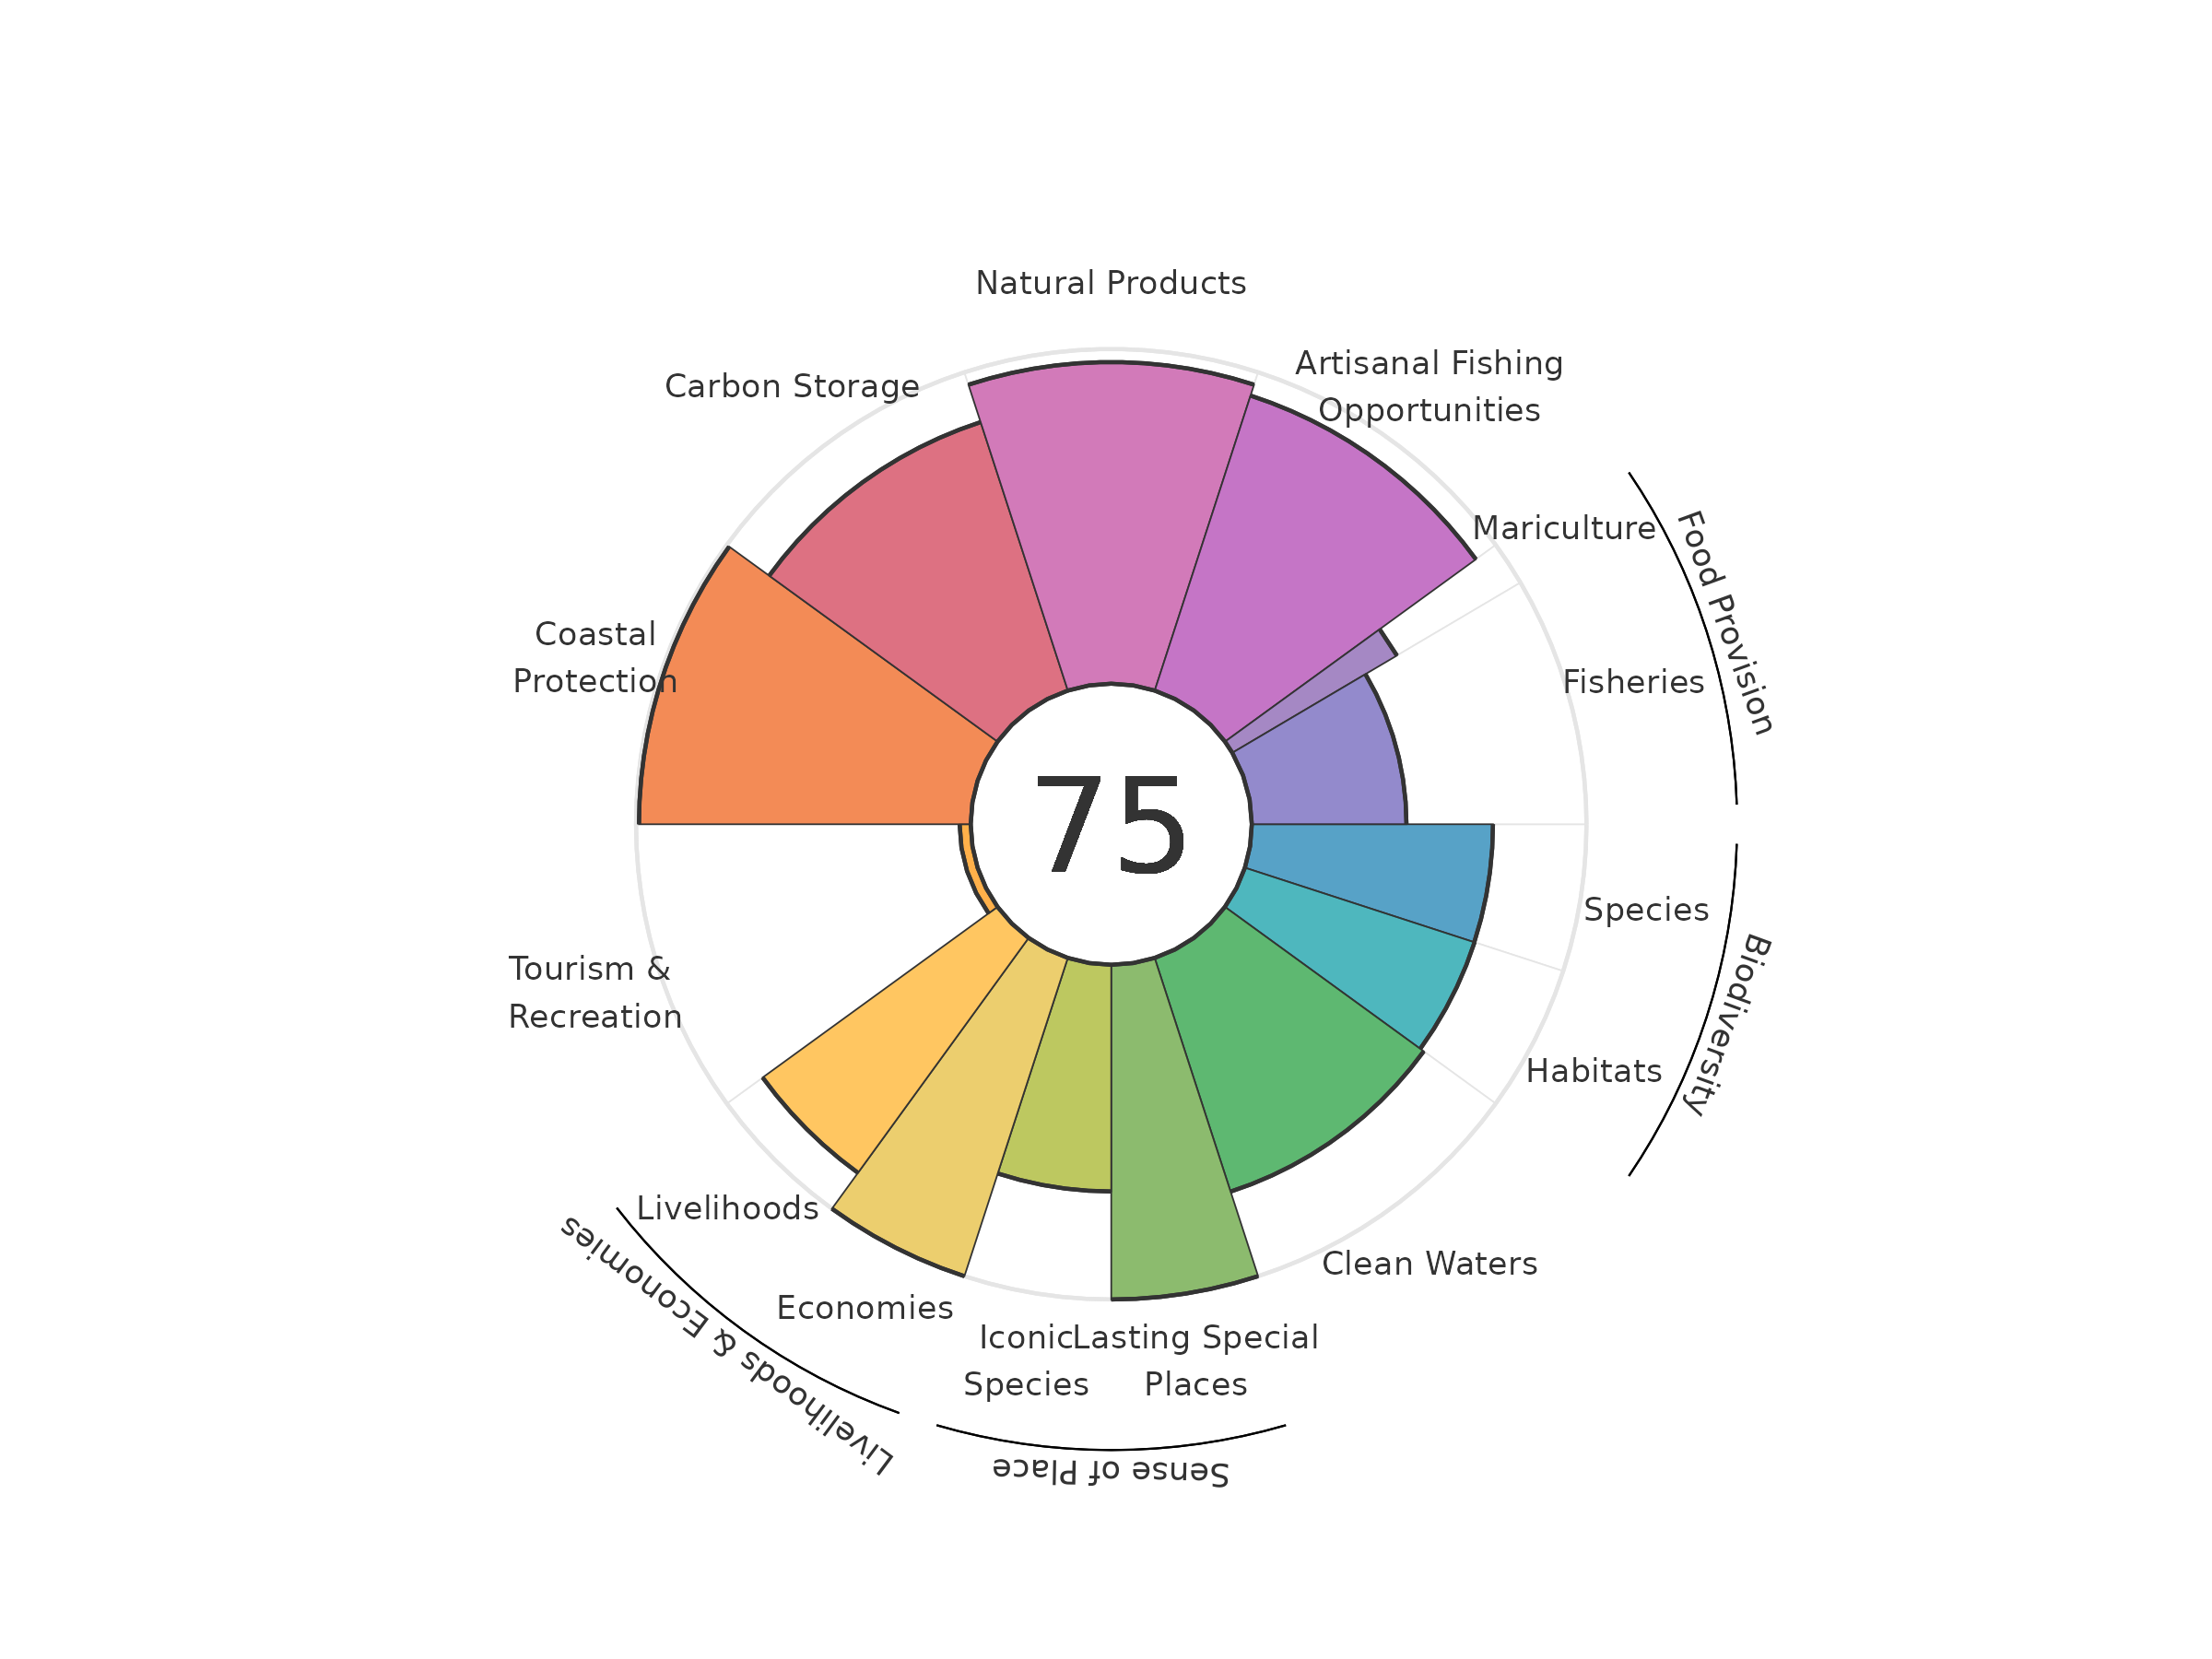 Natural Products
Artisanal Fishing
Opportunities
Carbon Storage
Mariculture
Food Provision
Coastal
Protection
Fisheries
75
Species
Biodiversity
Tourism &
Recreation
Habitats
Livelihoods
Clean Waters
Livelihoods & Economies
Economies
Iconic
Species
Lasting Special
Places
Sense of Place